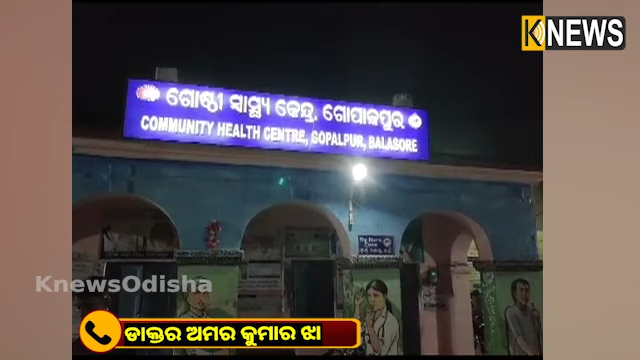 KNEWS
ଗୋଷ୍ଠୀ ସ୍ୱାସ୍ଥ୍ୟ କେନ୍ଦ୍ର, ଗୋପାଳପୁର
COMMUNITY HEALTH CENTRE, GOPALPUR, BALASORE
KnewsOdisha
ଡାକ୍ତର ଅମର କୁମାର ଝା